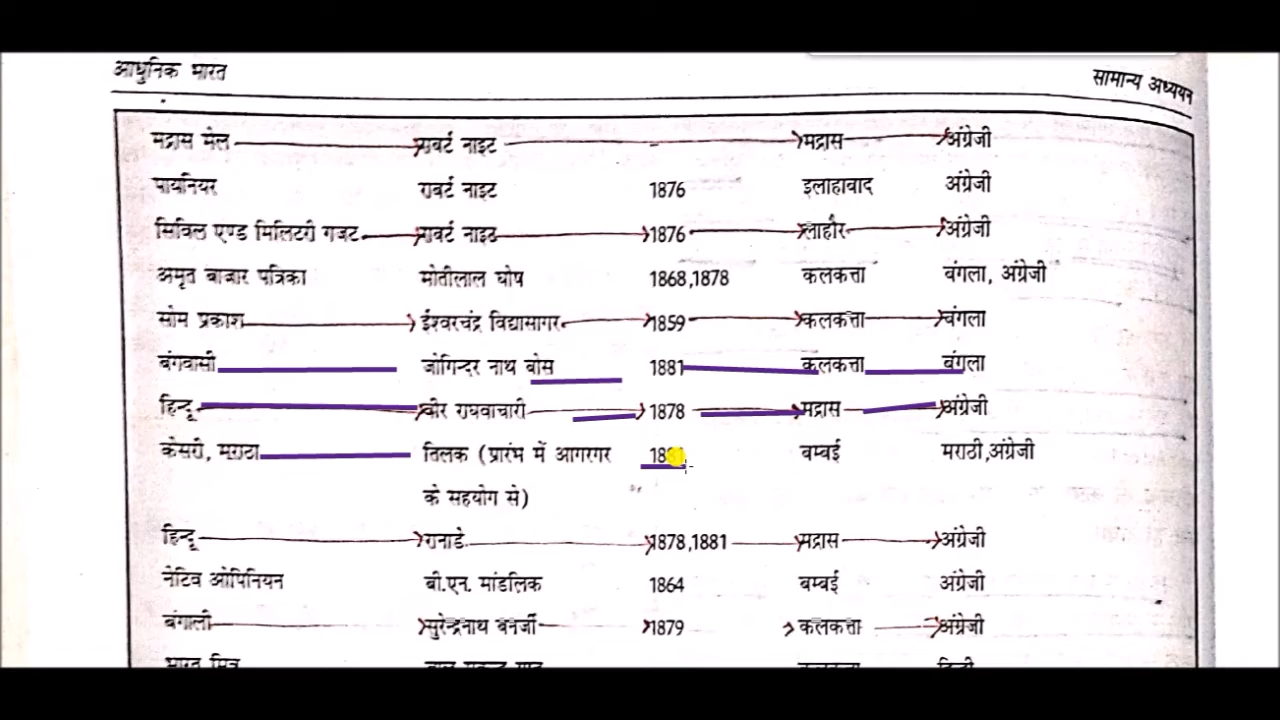 आधुनिक भारत
सामान्य अध्ययन
मद्रास मेल राबर्ट नाइट - मद्रास अंग्रेजी
पायनियर राबर्ट नाइट 1876 इलाहाबाद अंग्रेजी
सिविल एण्ड मिलिटरी गजट राबर्ट नाइट 1876 लाहौर अंग्रेजी
अमृत बाजार पत्रिका मोतीलाल घोष 1868,1878 कलकत्ता बंगला, अंग्रेजी
सोम प्रकाश ईश्वरचंद्र विद्यासागर 1859 कलकत्ता बंगला
बंगवासी जोगिन्दर नाथ बोस 1881 कलकत्ता बंगला
हिन्दू वीर राघवाचारी 1878 मद्रास अंग्रेजी
केसरी, मराठा तिलक (प्रारंभ में आगरगर बम्बई मराठी,अंग्रेजी
के सहयोग से)
हिन्दू रानाडे 1878,1881 मद्रास अंग्रेजी
नेटिव ओपिनियन बी.एन. मांडलिक 1864 बम्बई अंग्रेजी
बंगाली सुरेन्द्रनाथ बनर्जी 1879 कलकत्ता अंग्रेजी